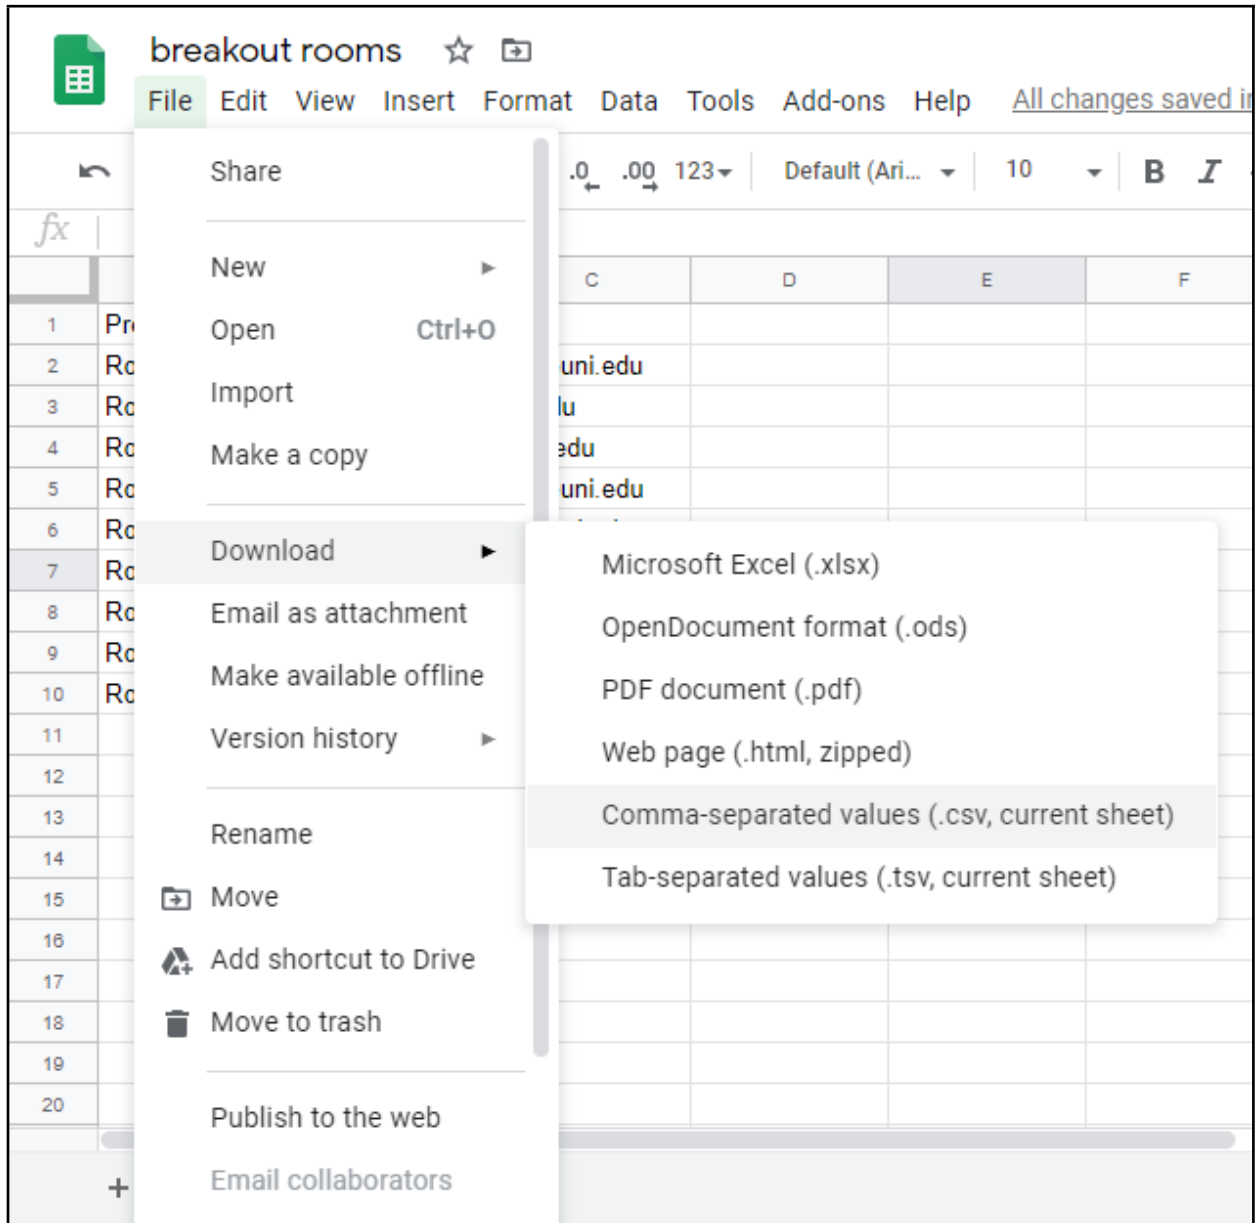 breakout rooms
File Edit View Insert Format Data Tools Add-ons Help All changes saved in
.0 .00 123 Default (Ari... 10 B I
fx
C D E F
Share
New
Open Ctrl+O
Import
Make a copy
Download
Email as attachment
Make available offline
Version history
Rename
Move
Add shortcut to Drive
Move to trash
Publish to the web
Email collaborators
Microsoft Excel (.xlsx)
OpenDocument format (.ods)
PDF document (.pdf)
Web page (.html, zipped)
Comma-separated values (.csv, current sheet)
Tab-separated values (.tsv, current sheet)
1 Pr
2 Ro uni.edu
3 Ro du
4 Ro edu
5 Ro uni.edu
6 Ro
7 Ro
8 Ro
9 Ro
10 Ro
11
12
13
14
15
16
17
18
19
20
+